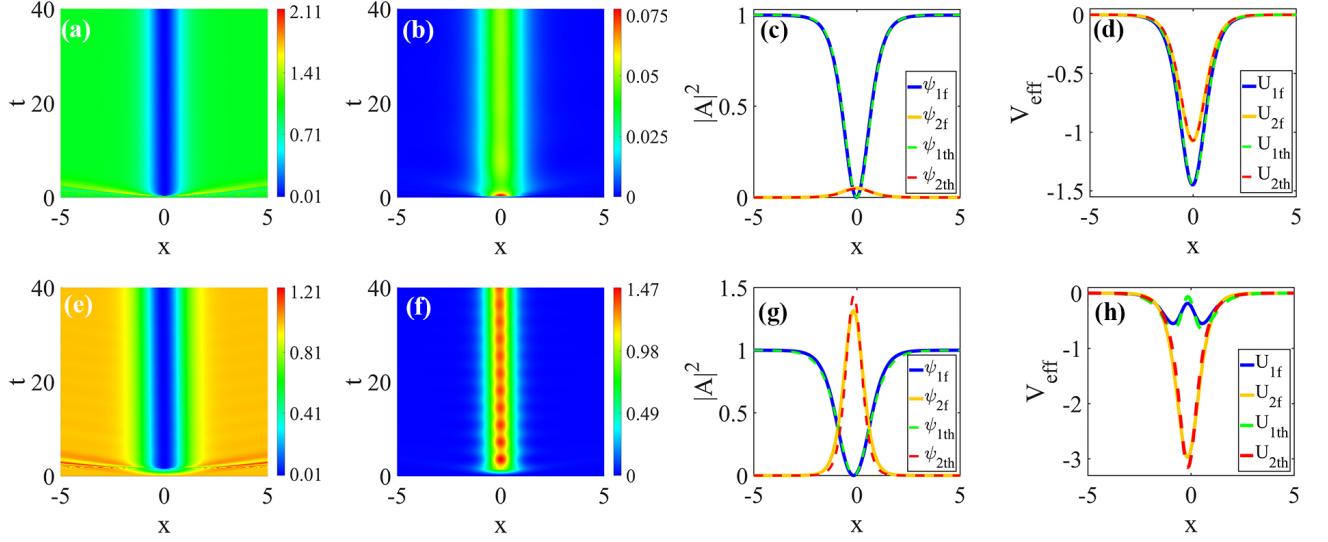 (a)
t
40
20
0
-5
0
5
x
2.11
1.41
0.71
0.01
(b)
t
40
20
0
-5
0
5
x
0.075
0.05
0.025
0
(c)
|A|²
1
0.5
0
-5
0
5
x
ψ1f
ψ2f
ψ1th
ψ2th
(d)
Veff
0
-0.5
-1
-1.5
-5
0
5
x
U1f
U2f
U1th
U2th
(e)
t
40
20
0
-5
0
5
x
1.21
0.81
0.41
0.01
(f)
t
40
20
0
-5
0
5
x
1.47
0.98
0.49
0
(g)
|A|²
1.5
1
0.5
0
-5
0
5
x
ψ1f
ψ2f
ψ1th
ψ2th
(h)
Veff
0
-1
-2
-3
-5
0
5
x
U1f
U2f
U1th
U2th